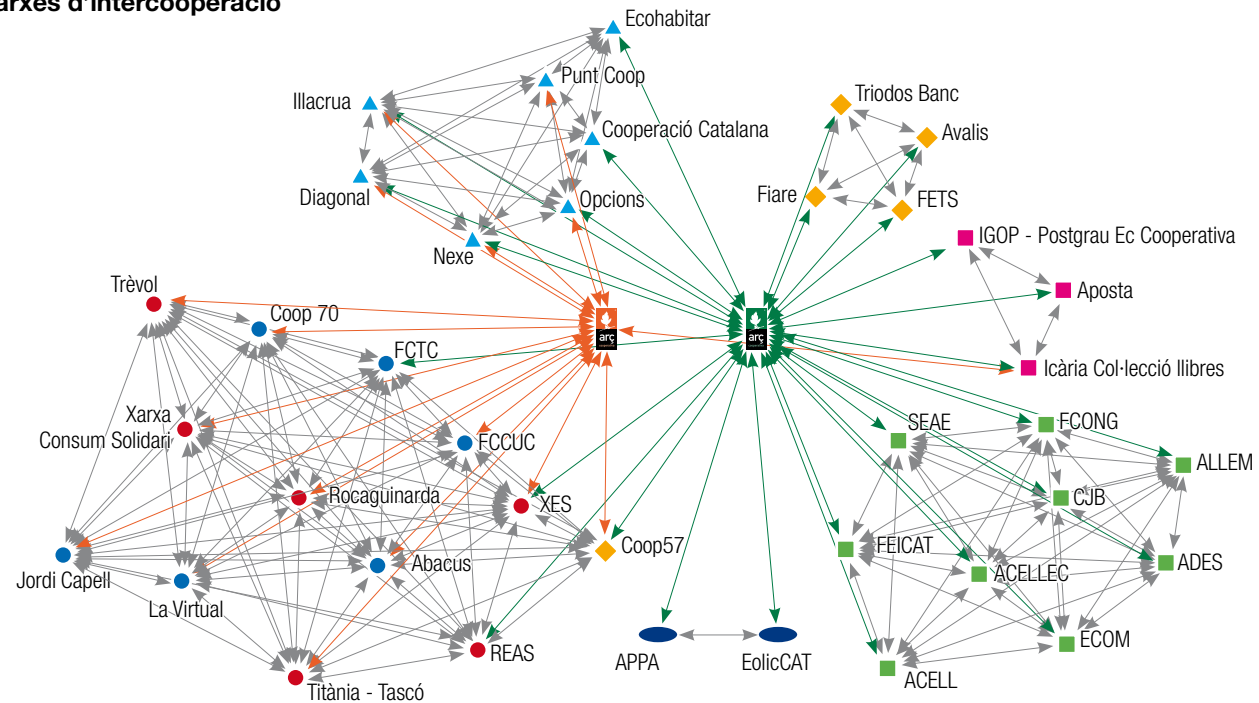 arxes d'intercooperació
Ecohabitar
Punt Coop
Illacrua
Cooperació Catalana
Diagonal
Opcions
Nexe
Triodos Banc
Avalis
Fiare
FETS
IGOP - Postgrau Ec Cooperativa
Aposta
Icària Col·lecció llibres
Trèvol
Coop 70
FCTC
arç
arç
Xarxa
Consum Solidari
FCCUC
Rocaguinarda
XES
Coop57
Jordi Capell
Abacus
La Virtual
REAS
Titània - Tascó
APPA
EolicCAT
SEAE
FCONG
ALLEM
CJB
FEICAT
ACELLEC
ADES
ECOM
ACELL